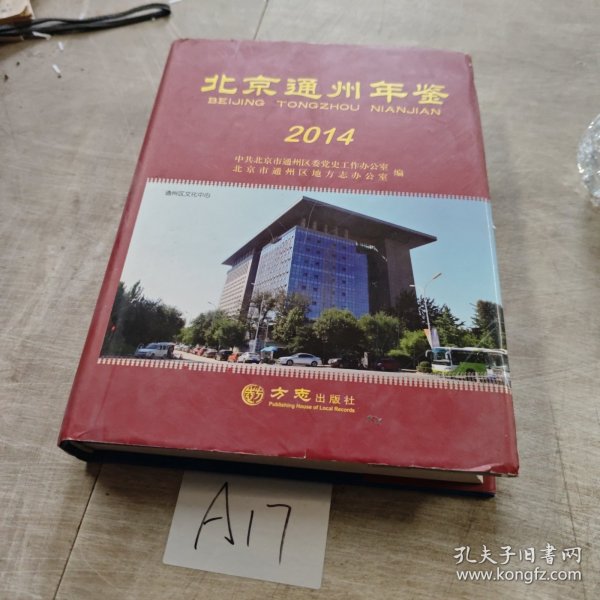 北京通州年鉴
BEIJING TONGZHOU NIANJIAN
2014
中共北京市通州区委党史工作办公室
北京市通州区地方志办公室
编
通州区文化中心
方志出版社
Publishing House of Local Records
A17
孔夫子旧书网
www.kongfz.com